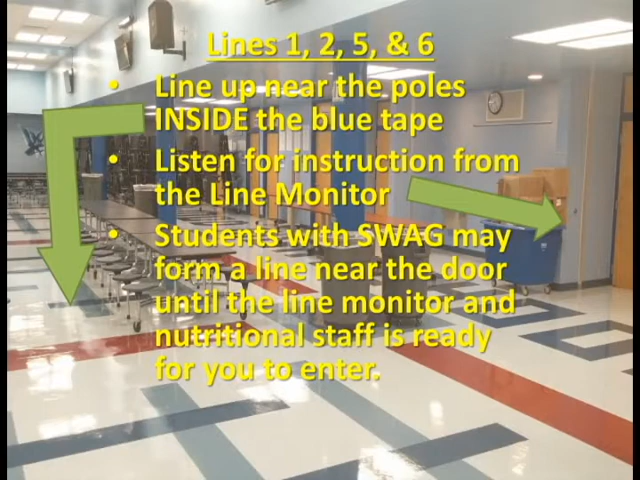 Lines 1, 2, 5, & 6
• Line up near the poles
INSIDE the blue tape
• Listen for instruction from
the Line Monitor
• Students with SWAG may
form a line near the door
until the line monitor and
nutritional staff is ready
for you to enter.